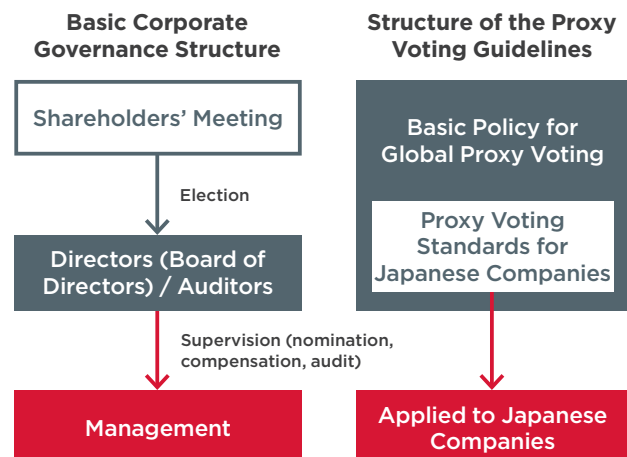 Basic Corporate
Governance Structure
Shareholders’ Meeting
Election
Directors (Board of
Directors) / Auditors
Supervision (nomination,
compensation, audit)
Management
Structure of the Proxy
Voting Guidelines
Basic Policy for
Global Proxy Voting
Proxy Voting
Standards for
Japanese Companies
Applied to Japanese
Companies